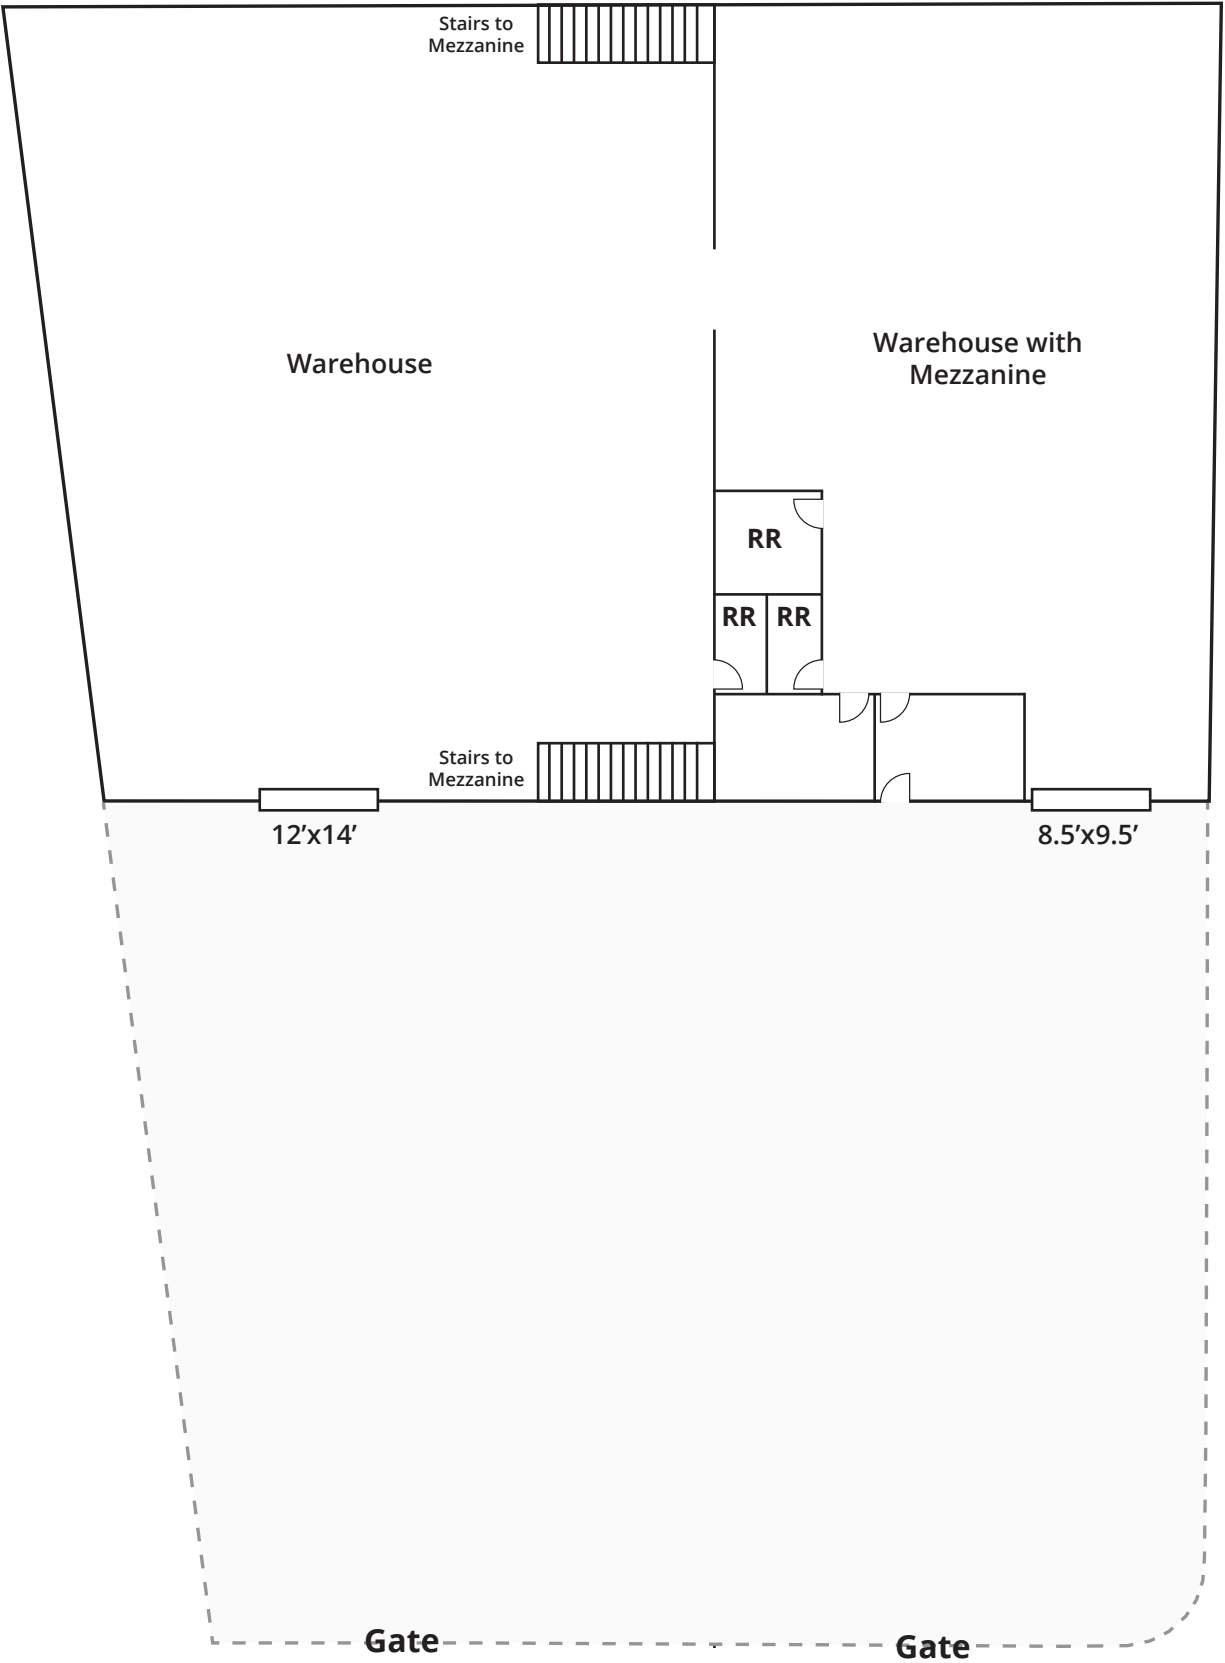 Stairs to
Mezzanine
Warehouse
Warehouse with
Mezzanine
RR
RR RR
Stairs to
Mezzanine
12’x14’
8.5’x9.5’
Gate
Gate